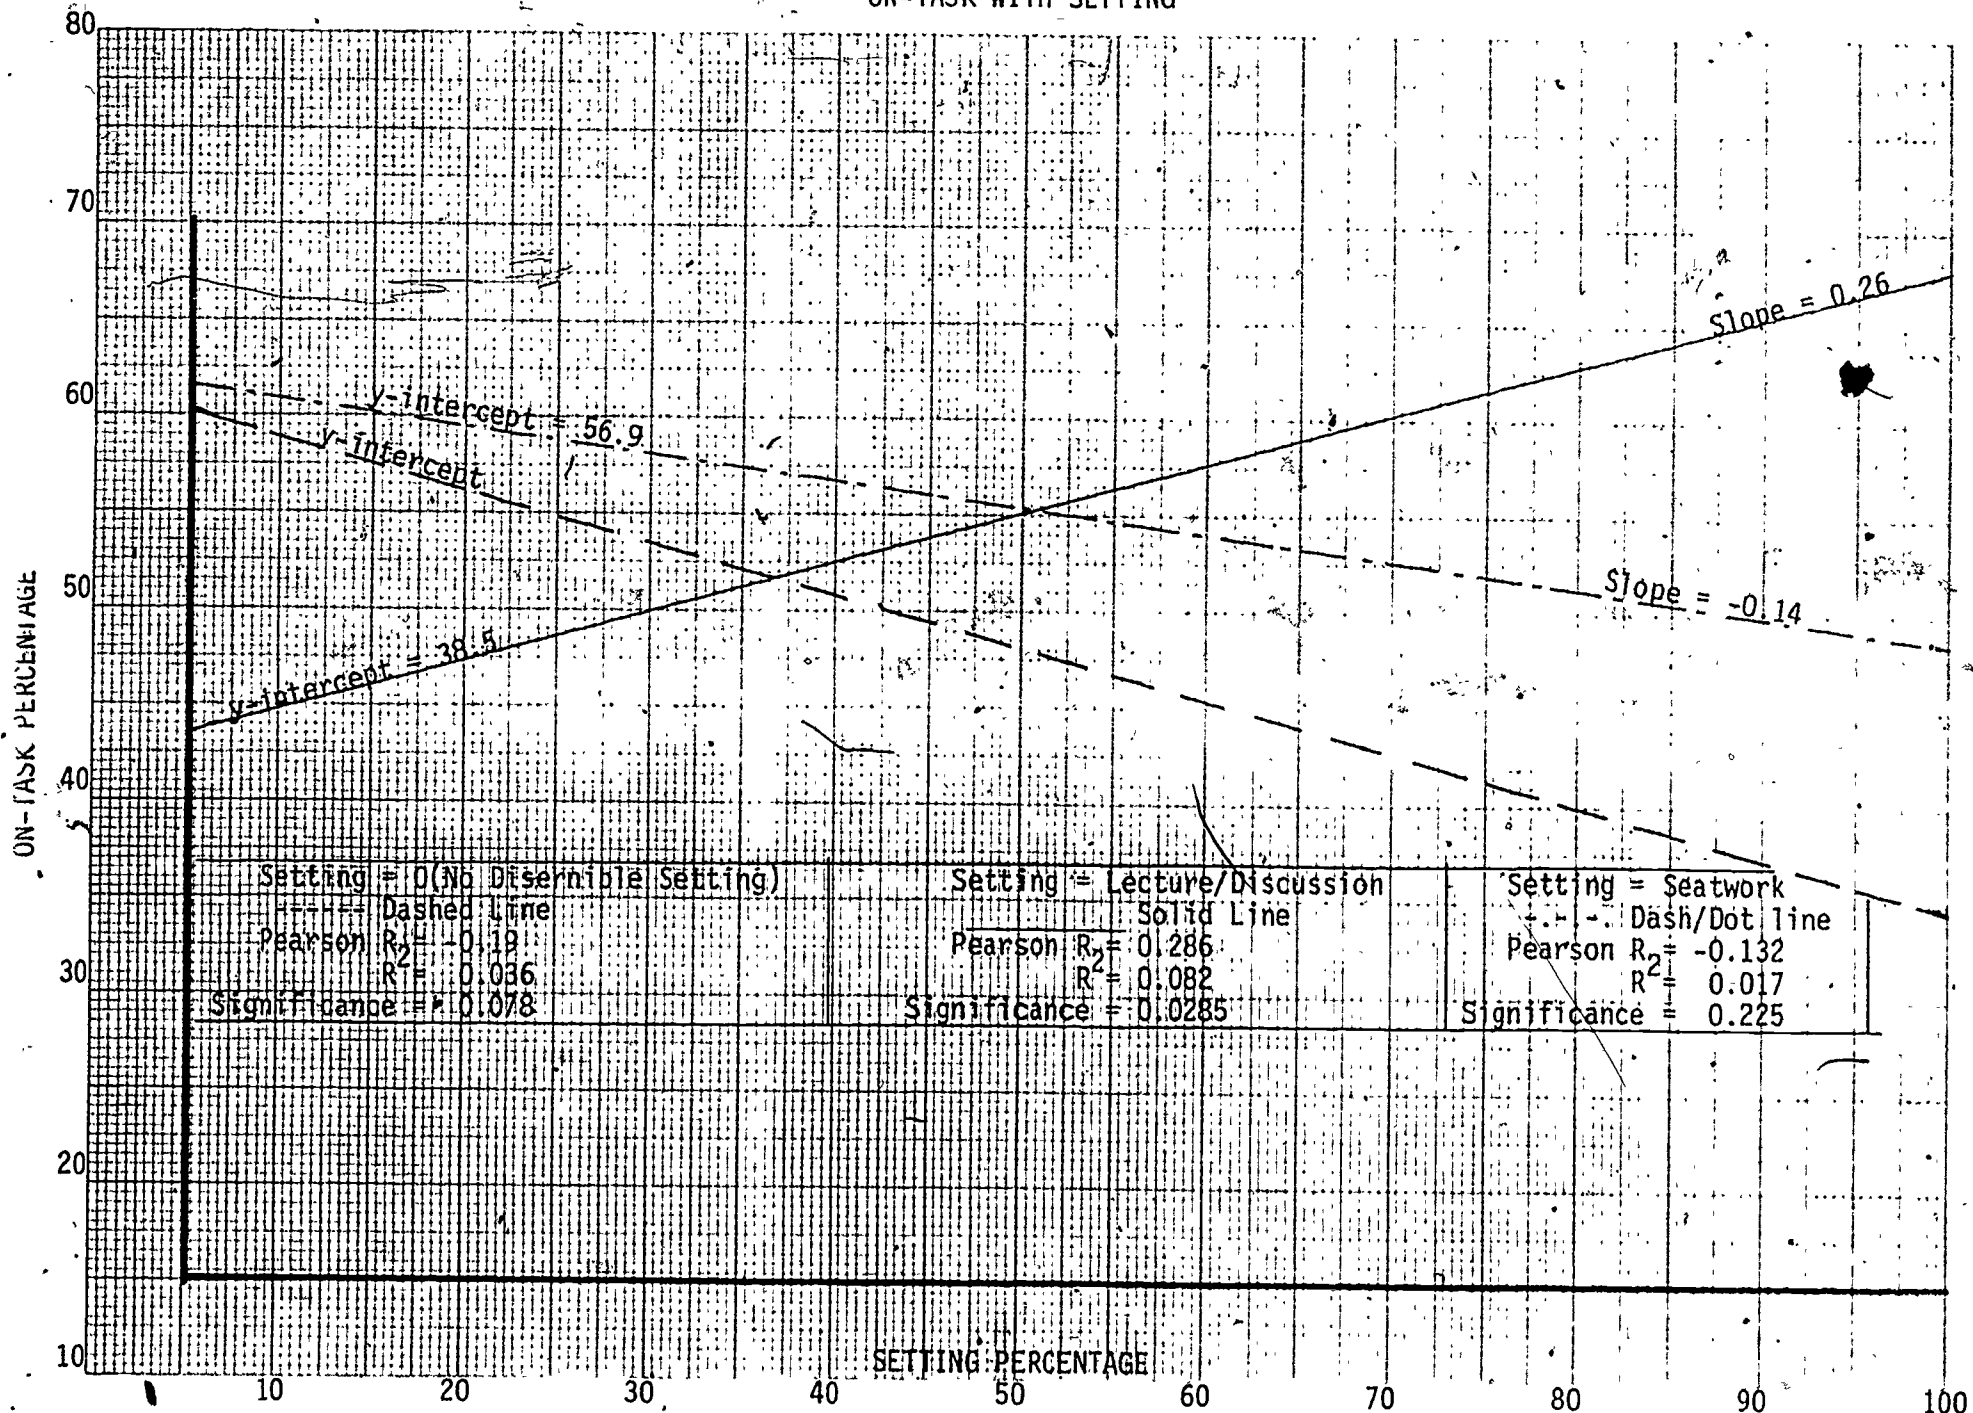 ON-TASK WITH SETTING
80
70
60
50
40
30
20
10
ON-TASK PERCENTAGE
Slope = 0.26
y-intercept = 56.9
y-intercept
Slope = -0.14
y-intercept = 38.5
Setting = 0(No Disernible Setting)
------ Dashed Line
Pearson R = -0.19
R2 = 0.036
Significance = 0.078
Setting = Lecture/Discussion
Solid Line
Pearson R = 0.286
R2 = 0.082
Significance = 0.0285
Setting = Seatwork
-.-.-. Dash/Dot line
Pearson R = -0.132
R2 = 0.017
Significance = 0.225
SETTING PERCENTAGE
10 20 30 40 50 60 70 80 90 100